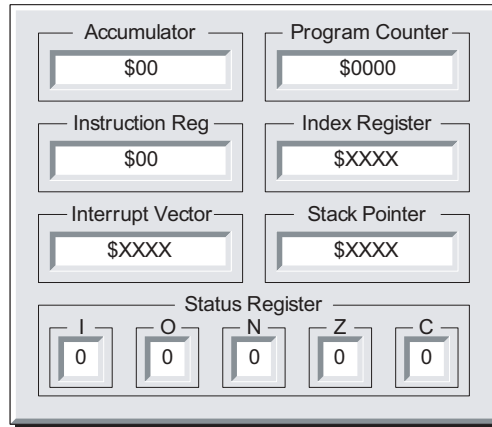 Accumulator Program Counter
$00 $0000
Instruction Reg Index Register
$00 $XXXX
Interrupt Vector Stack Pointer
$XXXX $XXXX
Status Register
I O N Z C
0 0 0 0 0